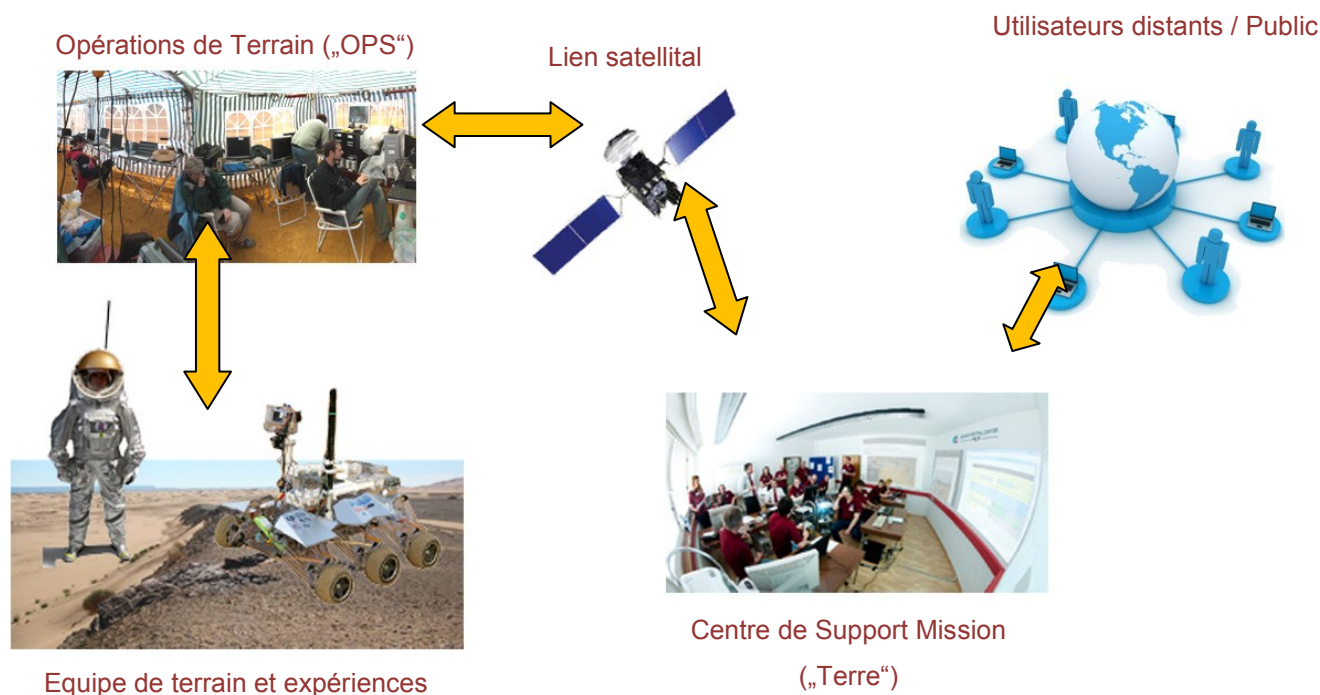 Utilisateurs distants / Public
Opérations de Terrain („OPS“)
Lien satellital
Centre de Support Mission
(„Terre“)
Equipe de terrain et expériences